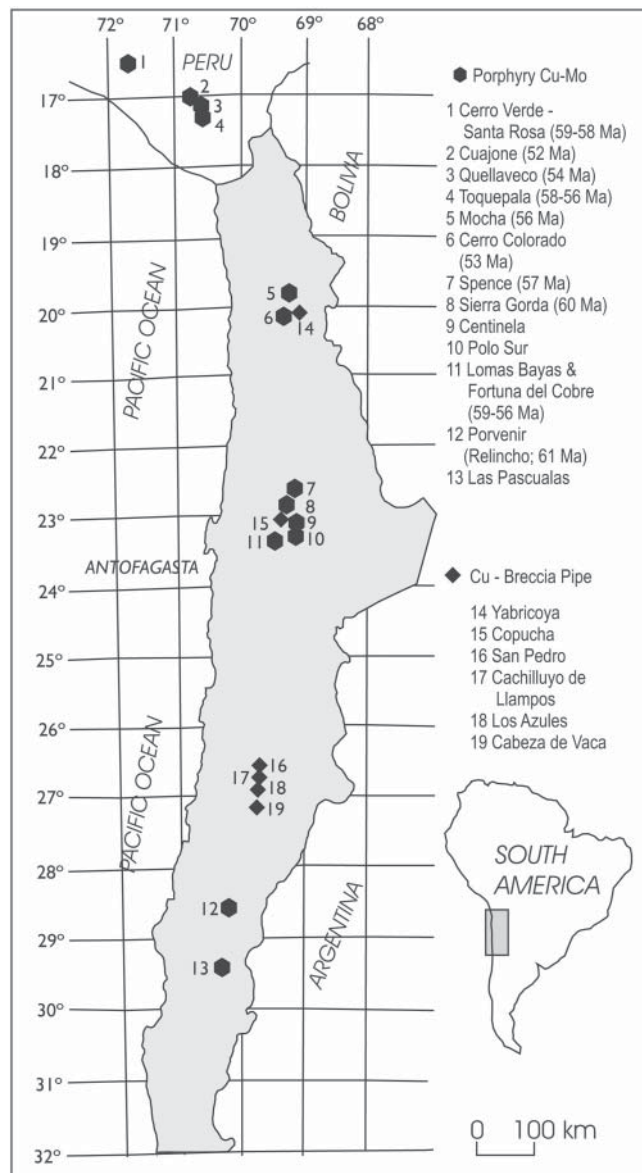 72° 71° 70° 69° 68°
1
PERU
2
17°
3
4
18°
BOLIVIA
19°
PACIFIC OCEAN
5
20°
6
14
21°
22°
7
8
23°
15
9
11
10
ANTOFAGASTA
24°
25°
26°
PACIFIC OCEAN
16
17
18
27°
19
28°
12
ARGENTINA
29°
13
30°
31°
32°
Porphyry Cu-Mo
1 Cerro Verde -
Santa Rosa (59-58 Ma)
2 Cuajone (52 Ma)
3 Quellaveco (54 Ma)
4 Toquepala (58-56 Ma)
5 Mocha (56 Ma)
6 Cerro Colorado
(53 Ma)
7 Spence (57 Ma)
8 Sierra Gorda (60 Ma)
9 Centinela
10 Polo Sur
11 Lomas Bayas &
Fortuna del Cobre
(59-56 Ma)
12 Porvenir
(Relincho; 61 Ma)
13 Las Pascualas
Cu - Breccia Pipe
14 Yabricoya
15 Copucha
16 San Pedro
17 Cachilluyo de
Llampos
18 Los Azules
19 Cabeza de Vaca
SOUTH
AMERICA
0 100 km